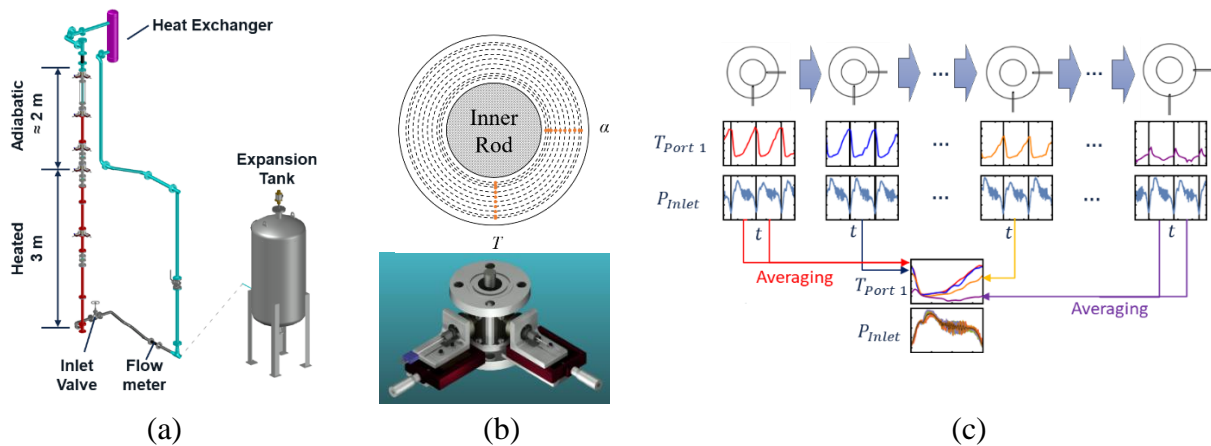 Heat Exchanger
Adiabatic
≈ 2 m
Heated
3 m
Expansion
Tank
Inlet
Valve
Flow
meter
(a)
Inner
Rod
α
T
(b)
T_Port 1
...
...
P_Inlet
...
...
t
t
t
t
Averaging
T_Port 1
Averaging
P_Inlet
(c)